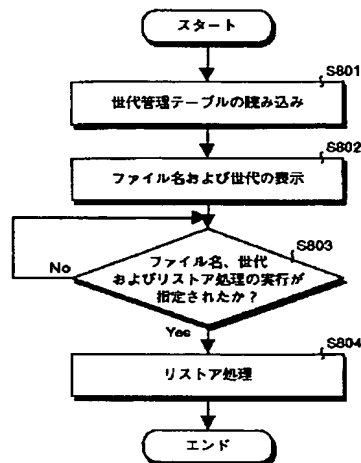 スタート
S801
世代管理テーブルの読み込み
S802
ファイル名および世代の表示
S803
ファイル名、世代
およびリストア処理の実行が
指定されたか?
No
Yes
S804
リストア処理
エンド